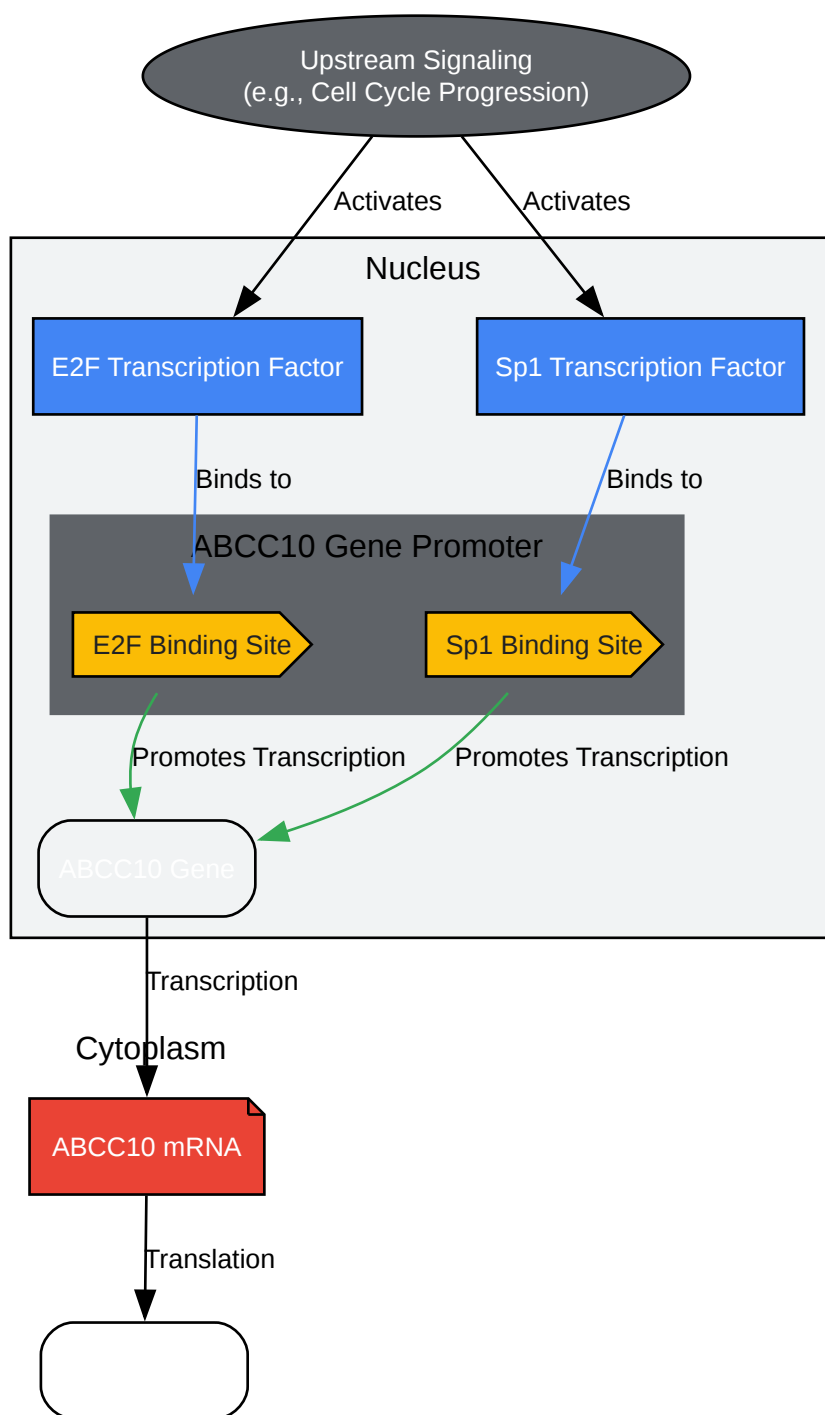 Upstream Signaling
(e.g., Cell Cycle Progression)
Activates
Activates
Nucleus
E2F Transcription Factor
Sp1 Transcription Factor
Binds to
Binds to
ABCC10 Gene Promoter
E2F Binding Site
Sp1 Binding Site
Promotes Transcription
Promotes Transcription
ABCC10 Gene
Transcription
Cytoplasm
ABCC10 mRNA
Translation